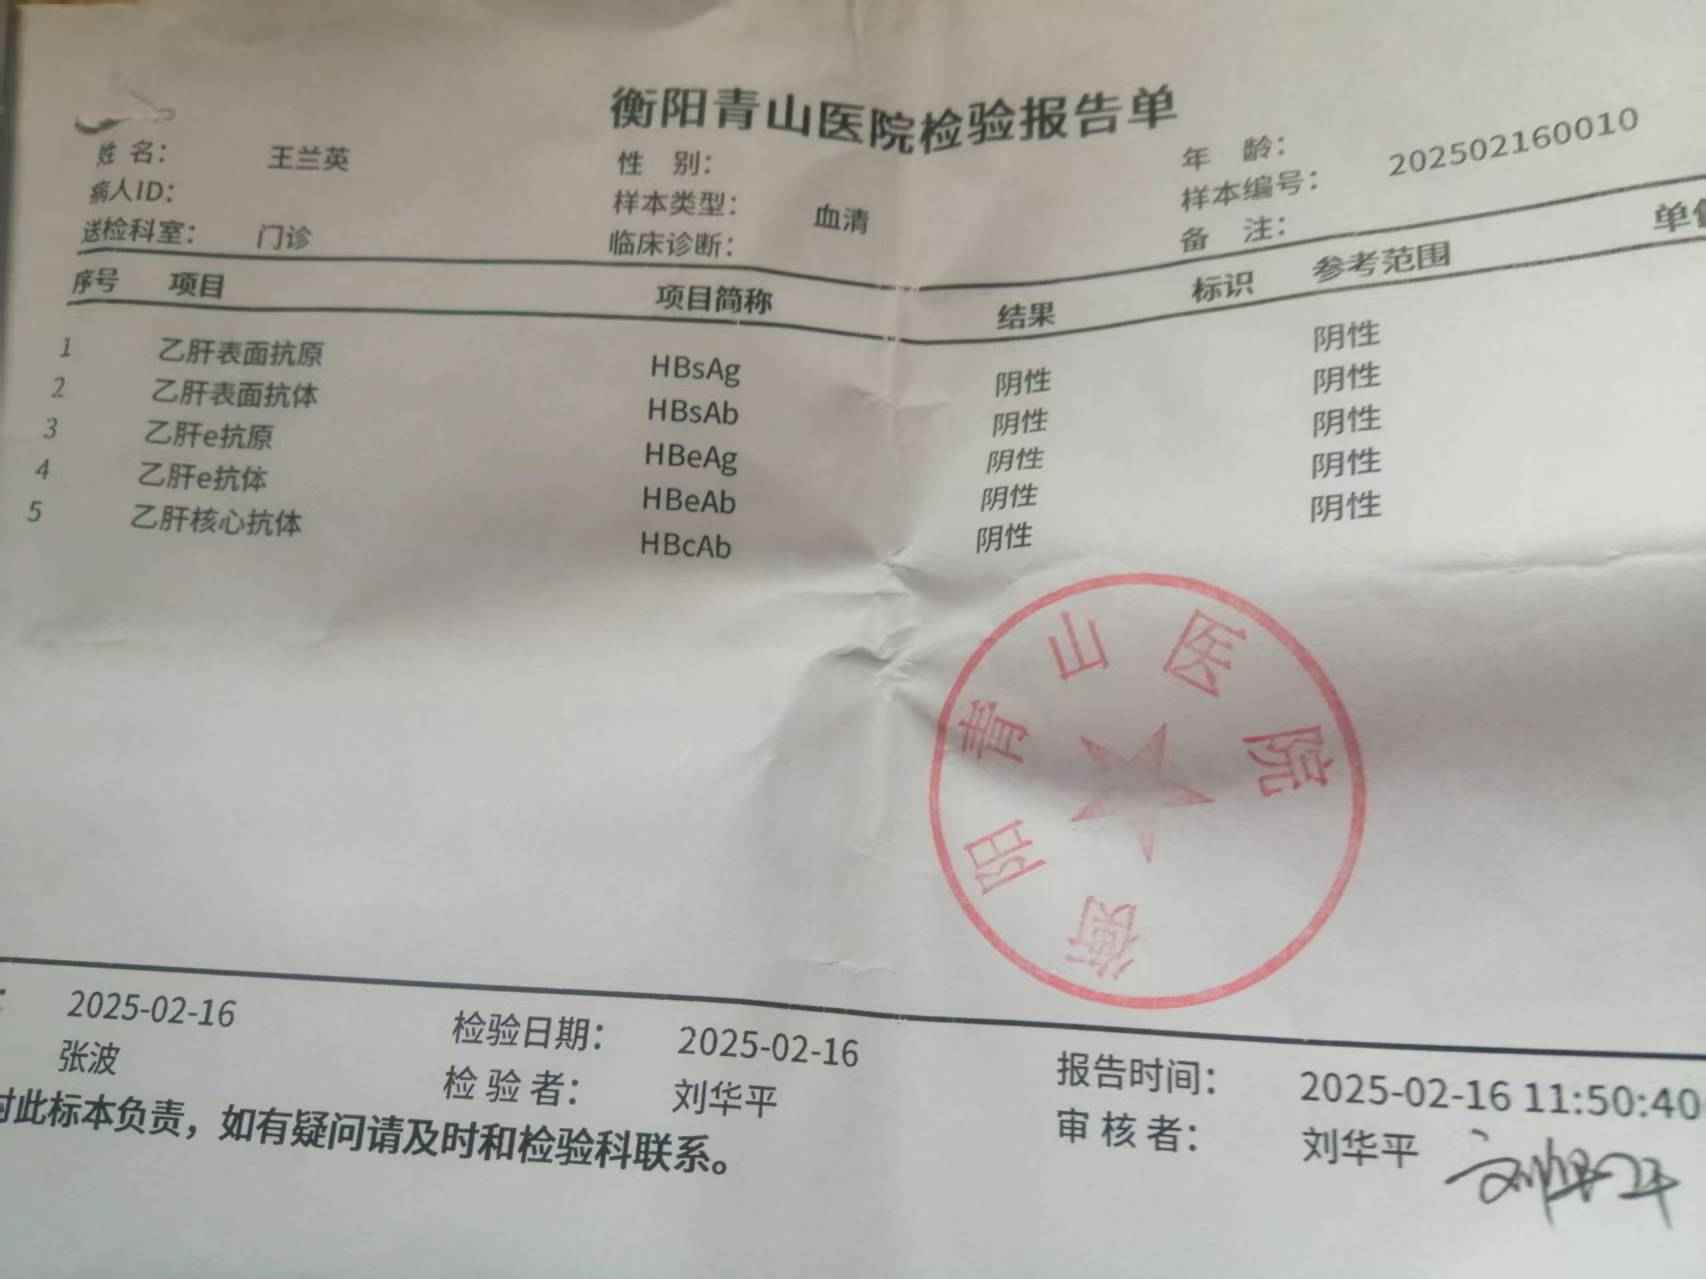 衡阳青山医院检验报告单
姓 名： 王兰英 性 别： 年 龄：
病人ID： 样本类型： 血清 样本编号： 202502160010
送检科室： 门诊 临床诊断： 备 注：
序号 项目 项目简称 结果 标识 参考范围 单
1 乙肝表面抗原 HBsAg 阴性 阴性
2 乙肝表面抗体 HBsAb 阴性 阴性
3 乙肝e抗原 HBeAg 阴性 阴性
4 乙肝e抗体 HBeAb 阴性 阴性
5 乙肝核心抗体 HBcAb 阴性 阴性
衡阳青山医院
2025-02-16 检验日期： 2025-02-16 报告时间： 2025-02-16 11:50:40
张波 检 验 者： 刘华平 审 核 者： 刘华平 刘华平
对此标本负责，如有疑问请及时和检验科联系。